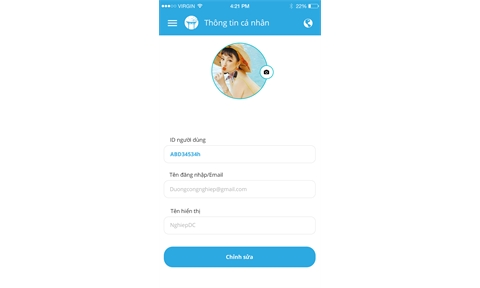 VIRGIN 4:21 PM 22%
Thông tin cá nhân
ID người dùng
ABD34534h
Tên đăng nhập/Email
Duongcongnghiep@gmail.com
Tên hiển thị
NghiepDC
Chỉnh sửa